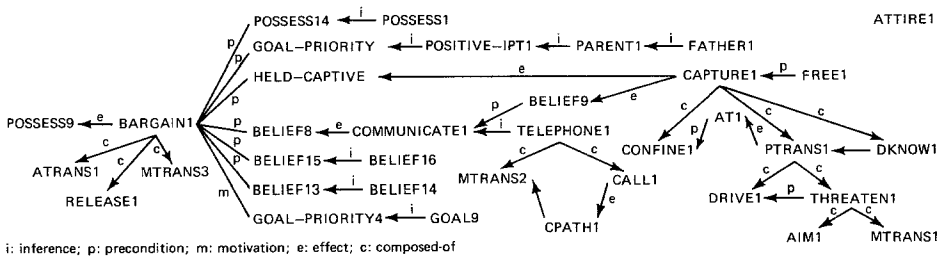 POSSESS14 i POSSESS1 ATTIRE1
p GOAL–PRIORITY i POSITIVE–IPT1 i PARENT1 i FATHER1
p e
p HELD–CAPTIVE CAPTURE1 p FREE1
p BELIEF9 e c c c
POSSESS9 e BARGAIN1 p BELIEF8 e COMMUNICATE1 i TELEPHONE1 CONFINE1 p AT1 e PTRANS1 DKNOW1
c c c p BELIEF15 i BELIEF16 c c c c
ATRANS1 MTRANS3 p BELIEF13 i BELIEF14 MTRANS2 CALL1 DRIVE1 p THREATEN1
RELEASE1 m e c c
GOAL–PRIORITY4 i GOAL9 CPATH1 AIM1 MTRANS1
i: inference; p: precondition; m: motivation; e: effect; c: composed-of